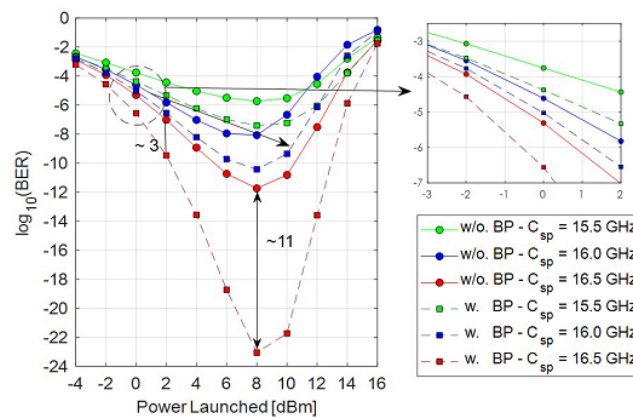 0
-2
-4
-6
-8
-10
-12
-14
-16
-18
-20
-22
-24
log10(BER)
-4 -2 0 2 4 6 8 10 12 14 16
Power Launched [dBm]
~ 3
~11
-3
-4
-5
-6
-7
-3 -2 -1 0 1 2
w/o. BP - Csp = 15.5 GHz
w/o. BP - Csp = 16.0 GHz
w/o. BP - Csp = 16.5 GHz
w. BP - Csp = 15.5 GHz
w. BP - Csp = 16.0 GHz
w. BP - Csp = 16.5 GHz